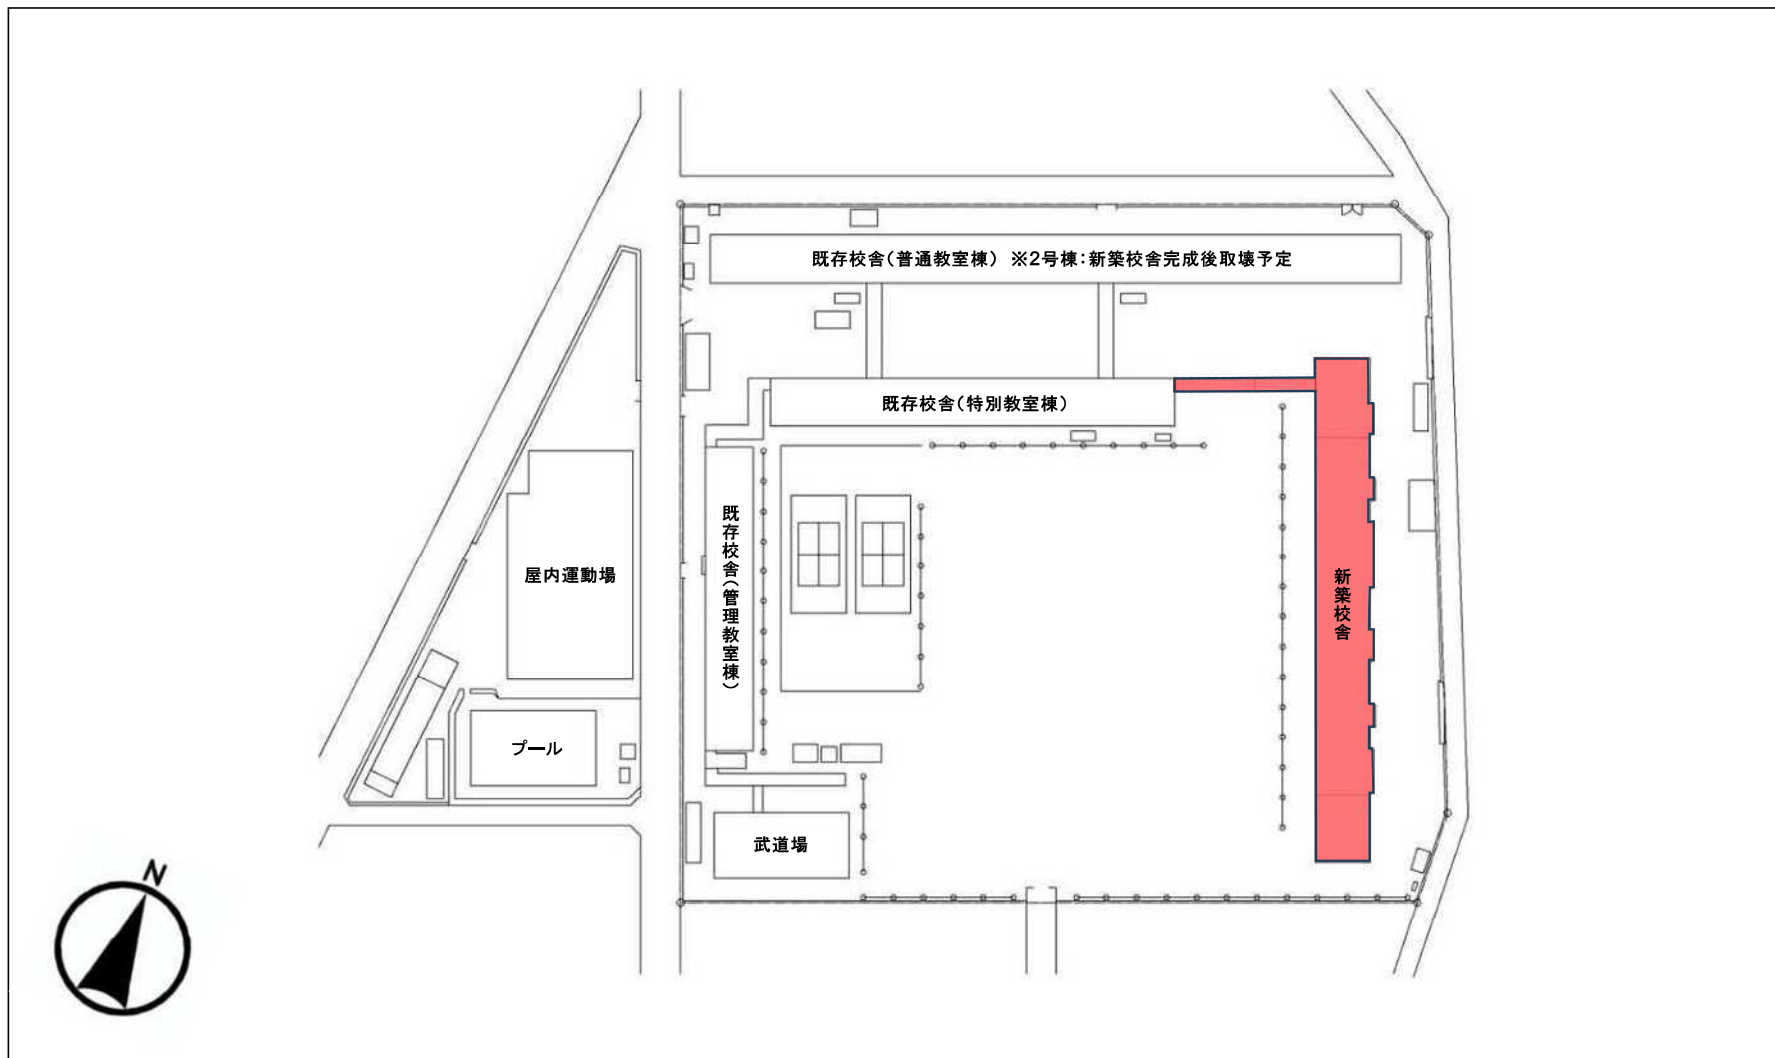 既存校舎(普通教室棟) ※2号棟:新築校舎完成後取壊予定
既存校舎(特別教室棟)
既存校舎(管理教室棟)
屋内運動場
新築校舎
プール
武道場
N